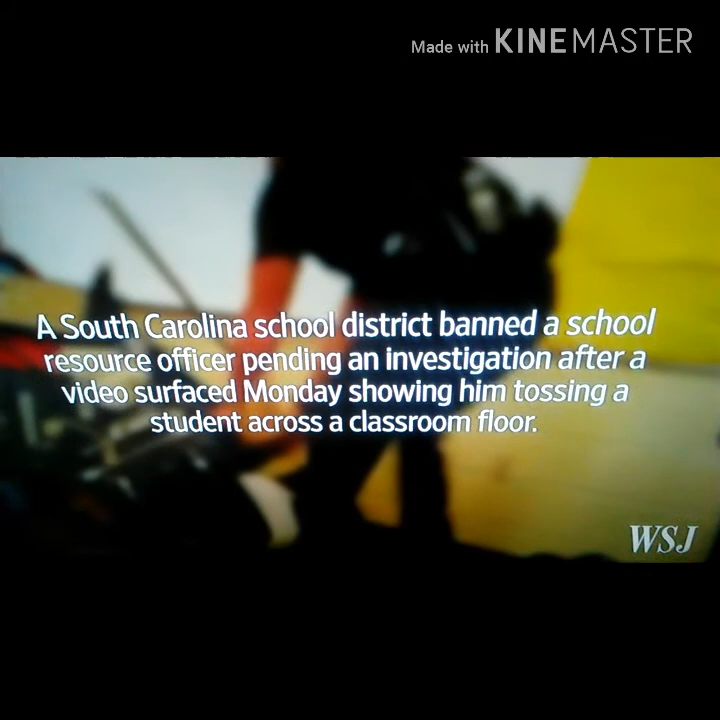 Made with KINEMASTER
A South Carolina school district banned a school
resource officer pending an investigation after a
video surfaced Monday showing him tossing a
student across a classroom floor.
WSJ